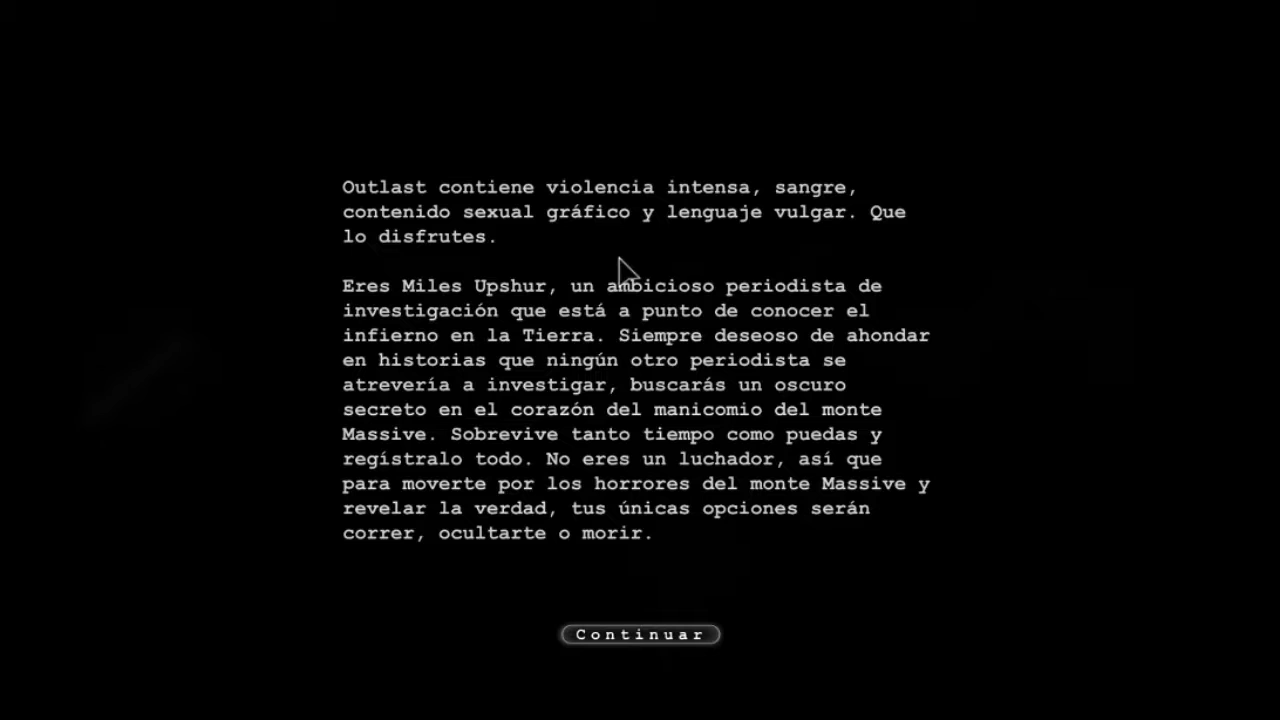 Outlast contiene violencia intensa, sangre,
contenido sexual gráfico y lenguaje vulgar. Que
lo disfrutes.
Eres Miles Upshur, un ambicioso periodista de
investigación que está a punto de conocer el
infierno en la Tierra. Siempre deseoso de ahondar
en historias que ningún otro periodista se
atrevería a investigar, buscarás un oscuro
secreto en el corazón del manicomio del monte
Massive. Sobrevive tanto tiempo como puedas y
regístralo todo. No eres un luchador, así que
para moverte por los horrores del monte Massive y
revelar la verdad, tus únicas opciones serán
correr, ocultarte o morir.
Continuar